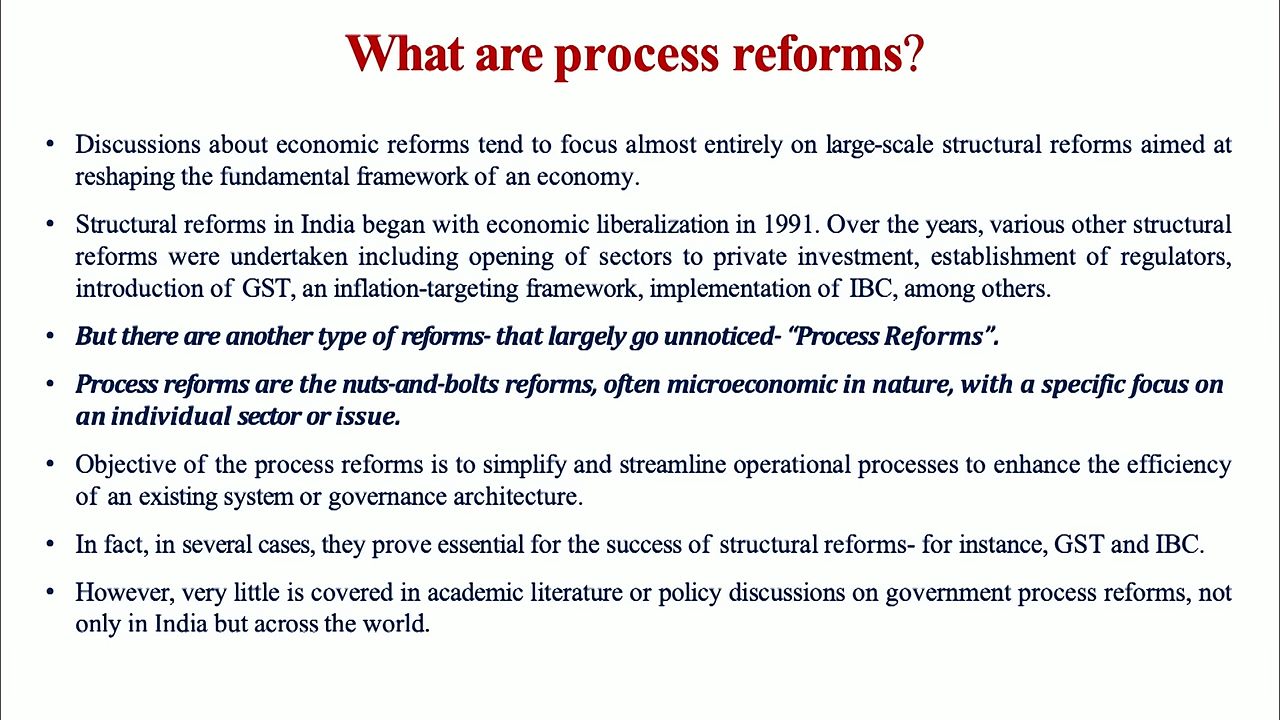 What are process reforms?
• Discussions about economic reforms tend to focus almost entirely on large-scale structural reforms aimed at
reshaping the fundamental framework of an economy.
• Structural reforms in India began with economic liberalization in 1991. Over the years, various other structural
reforms were undertaken including opening of sectors to private investment, establishment of regulators,
introduction of GST, an inflation-targeting framework, implementation of IBC, among others.
• But there are another type of reforms- that largely go unnoticed- “Process Reforms”.
• Process reforms are the nuts-and-bolts reforms, often microeconomic in nature, with a specific focus on
an individual sector or issue.
• Objective of the process reforms is to simplify and streamline operational processes to enhance the efficiency
of an existing system or governance architecture.
• In fact, in several cases, they prove essential for the success of structural reforms- for instance, GST and IBC.
• However, very little is covered in academic literature or policy discussions on government process reforms, not
only in India but across the world.